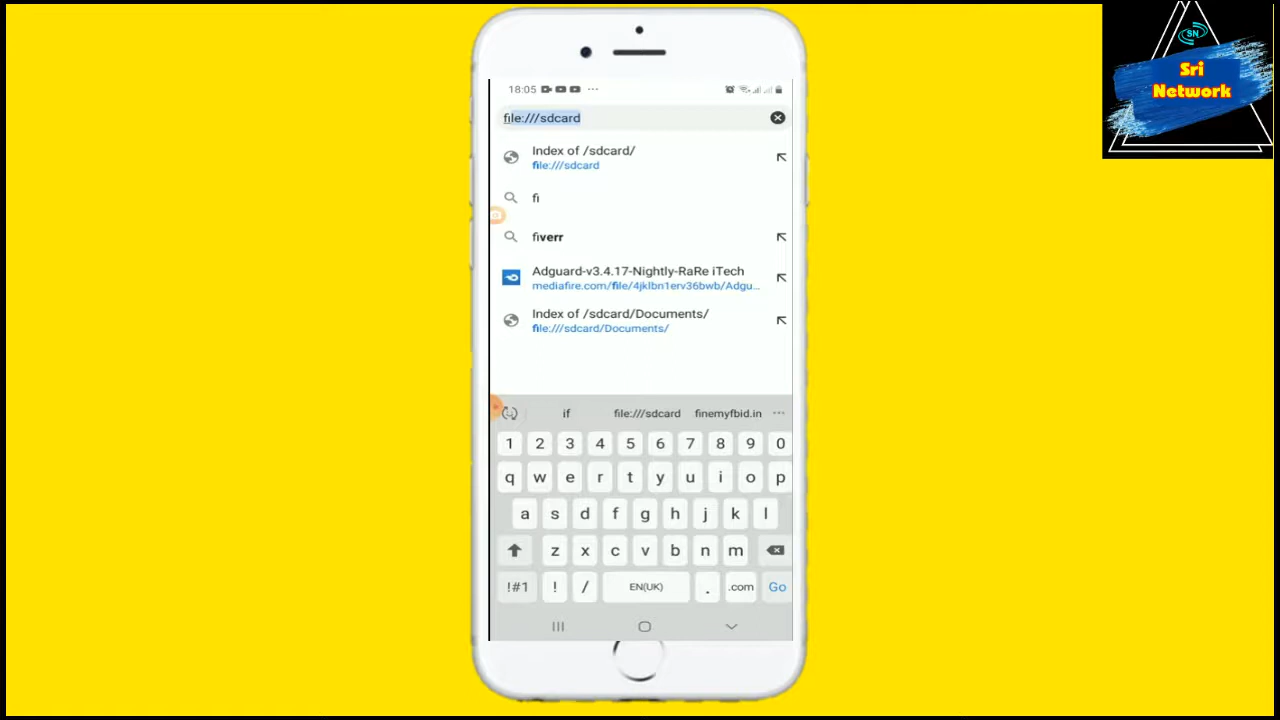 SN
Sri
Network
18:05
file:///sdcard
Index of /sdcard/
file:///sdcard
fi
fiverr
Adguard-v3.4.17-Nightly-RaRe iTech
mediafire.com/file/4jklbn1erv36bwb/Adgu...
Index of /sdcard/Documents/
file:///sdcard/Documents/
if file:///sdcard finemyfbid.in
1 2 3 4 5 6 7 8 9 0
q w e r t y u i o p
a s d f g h j k l
z x c v b n m
!#1 ! / EN(UK) . .com Go